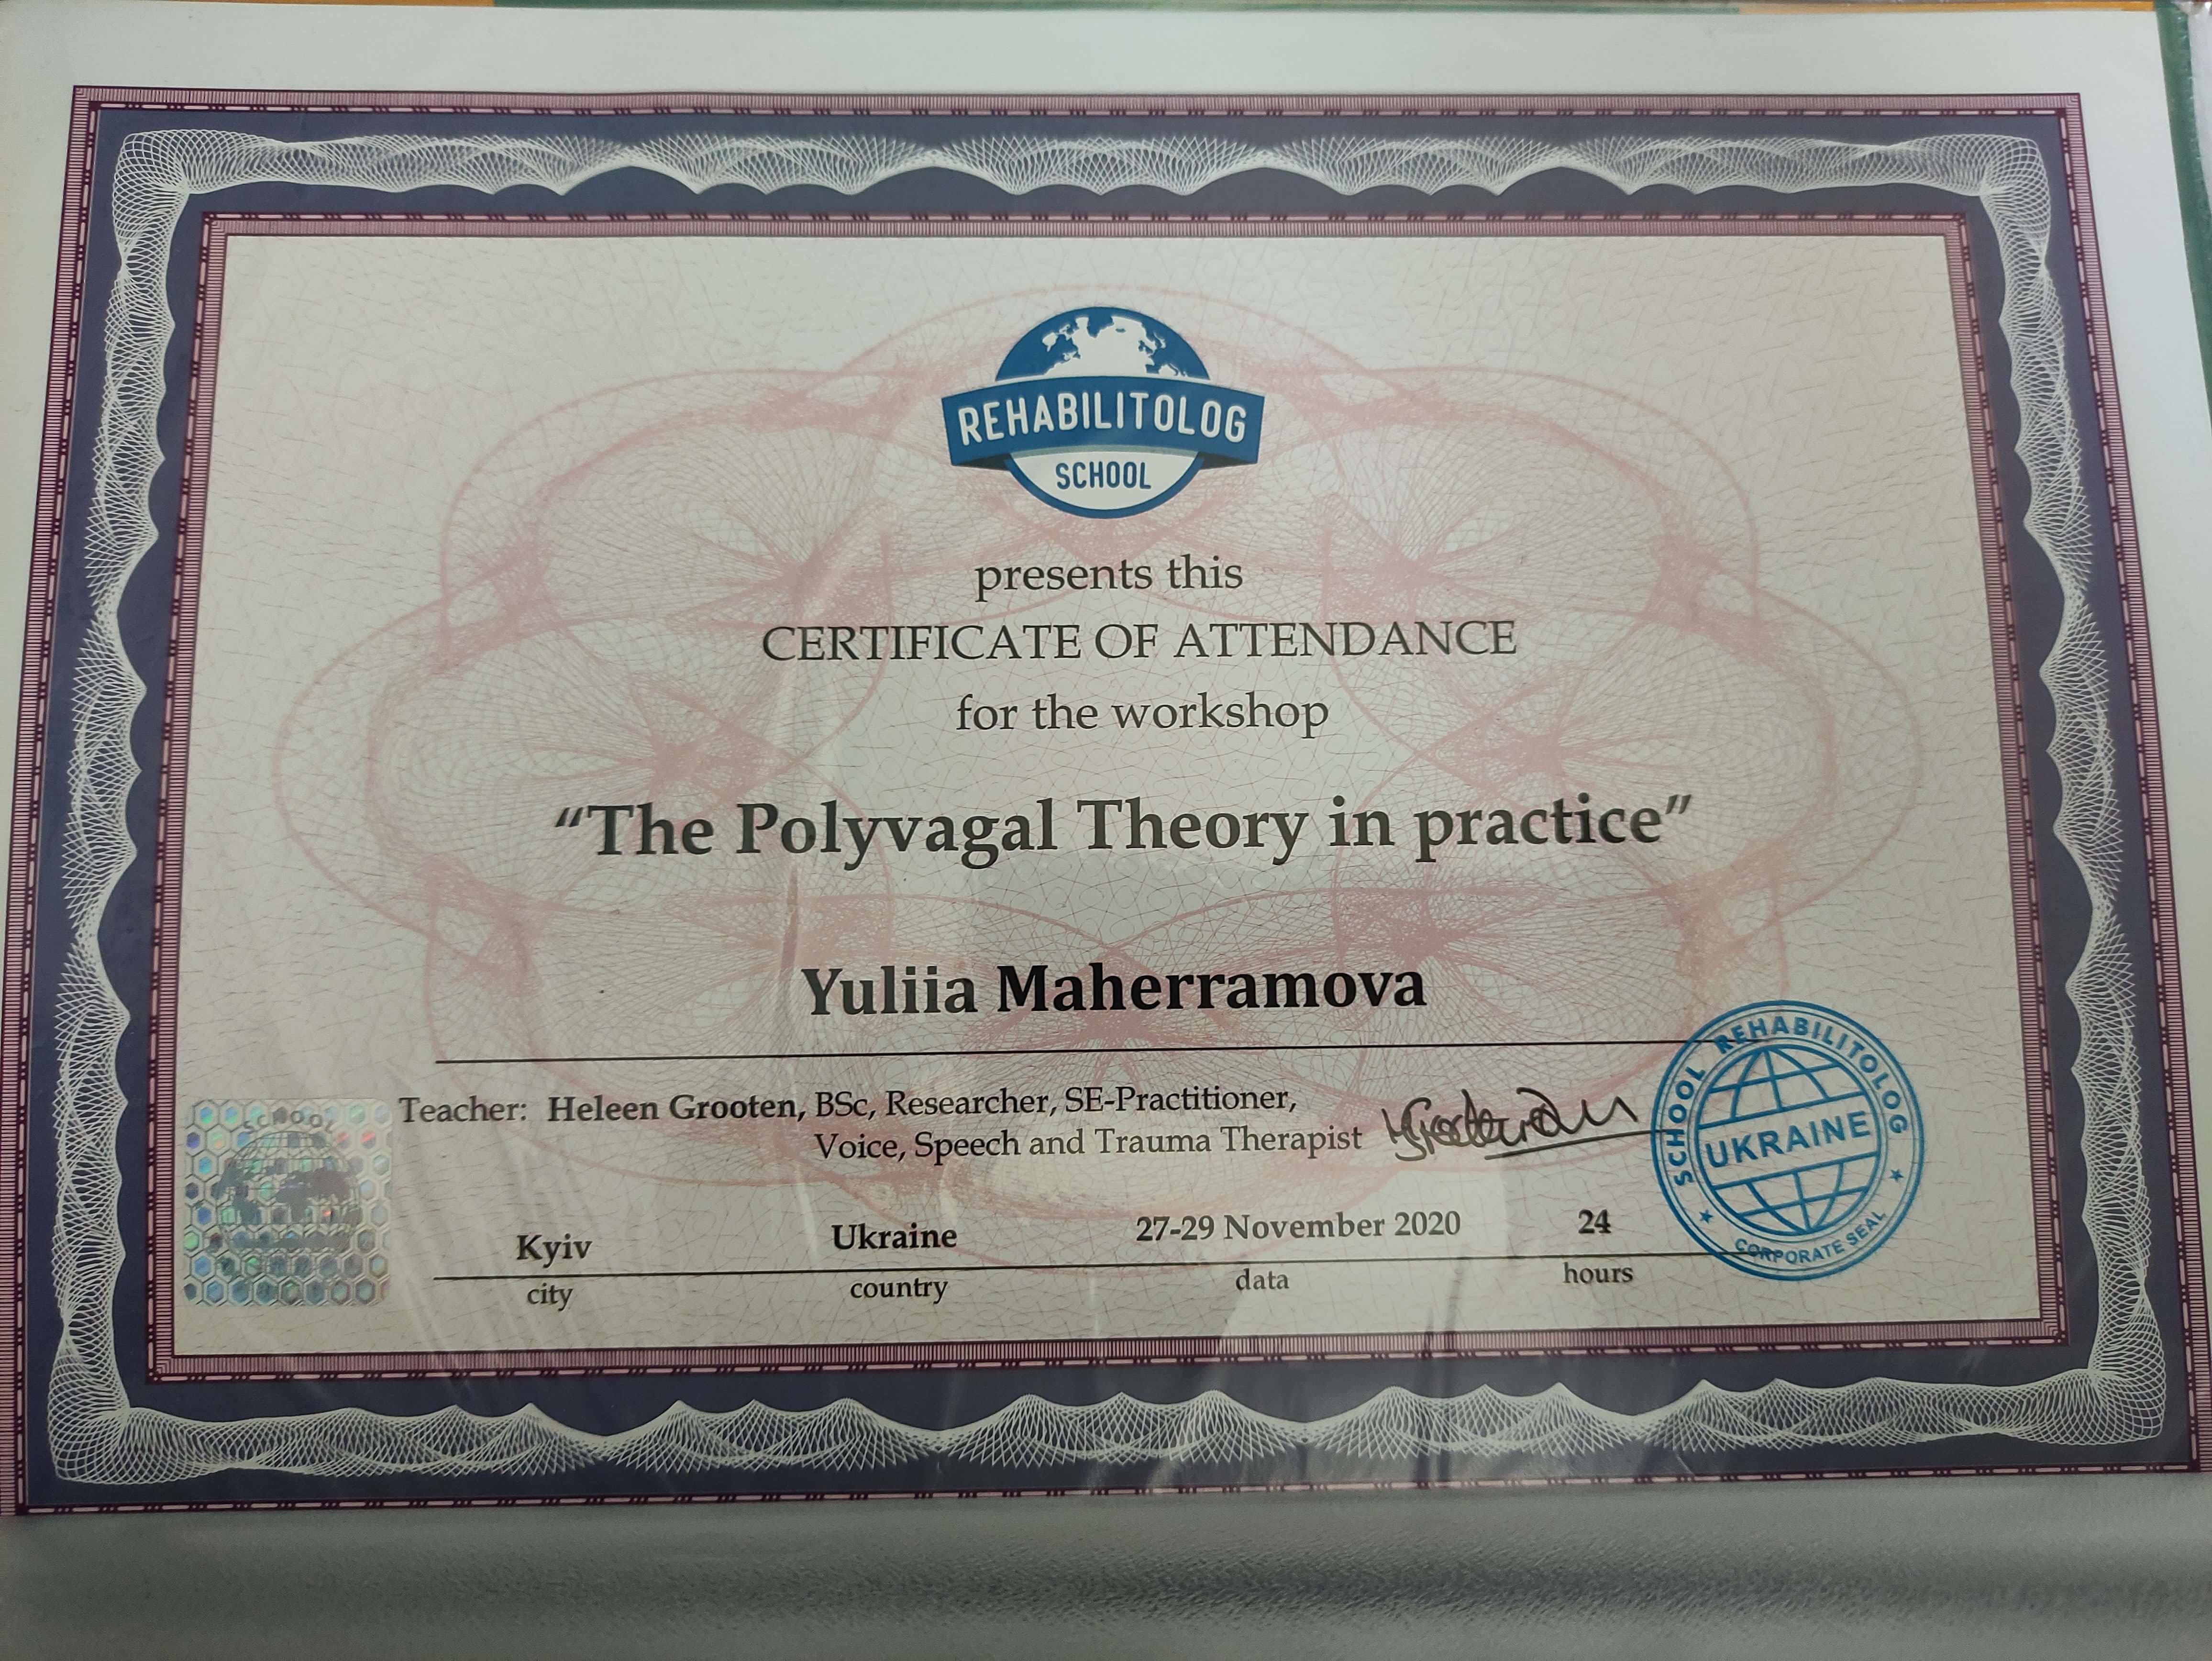 REHABILITOLOG
SCHOOL
presents this
CERTIFICATE OF ATTENDANCE
for the workshop
“The Polyvagal Theory in practice”
Yuliia Maherramova
Teacher: Heleen Grooten, BSc, Researcher, SE-Practitioner,
Voice, Speech and Trauma Therapist
SCHOOL REHABILITOLOG
UKRAINE
CORPORATE SEAL
SCHOOL
Kyiv Ukraine 27-29 November 2020 24
city country data hours